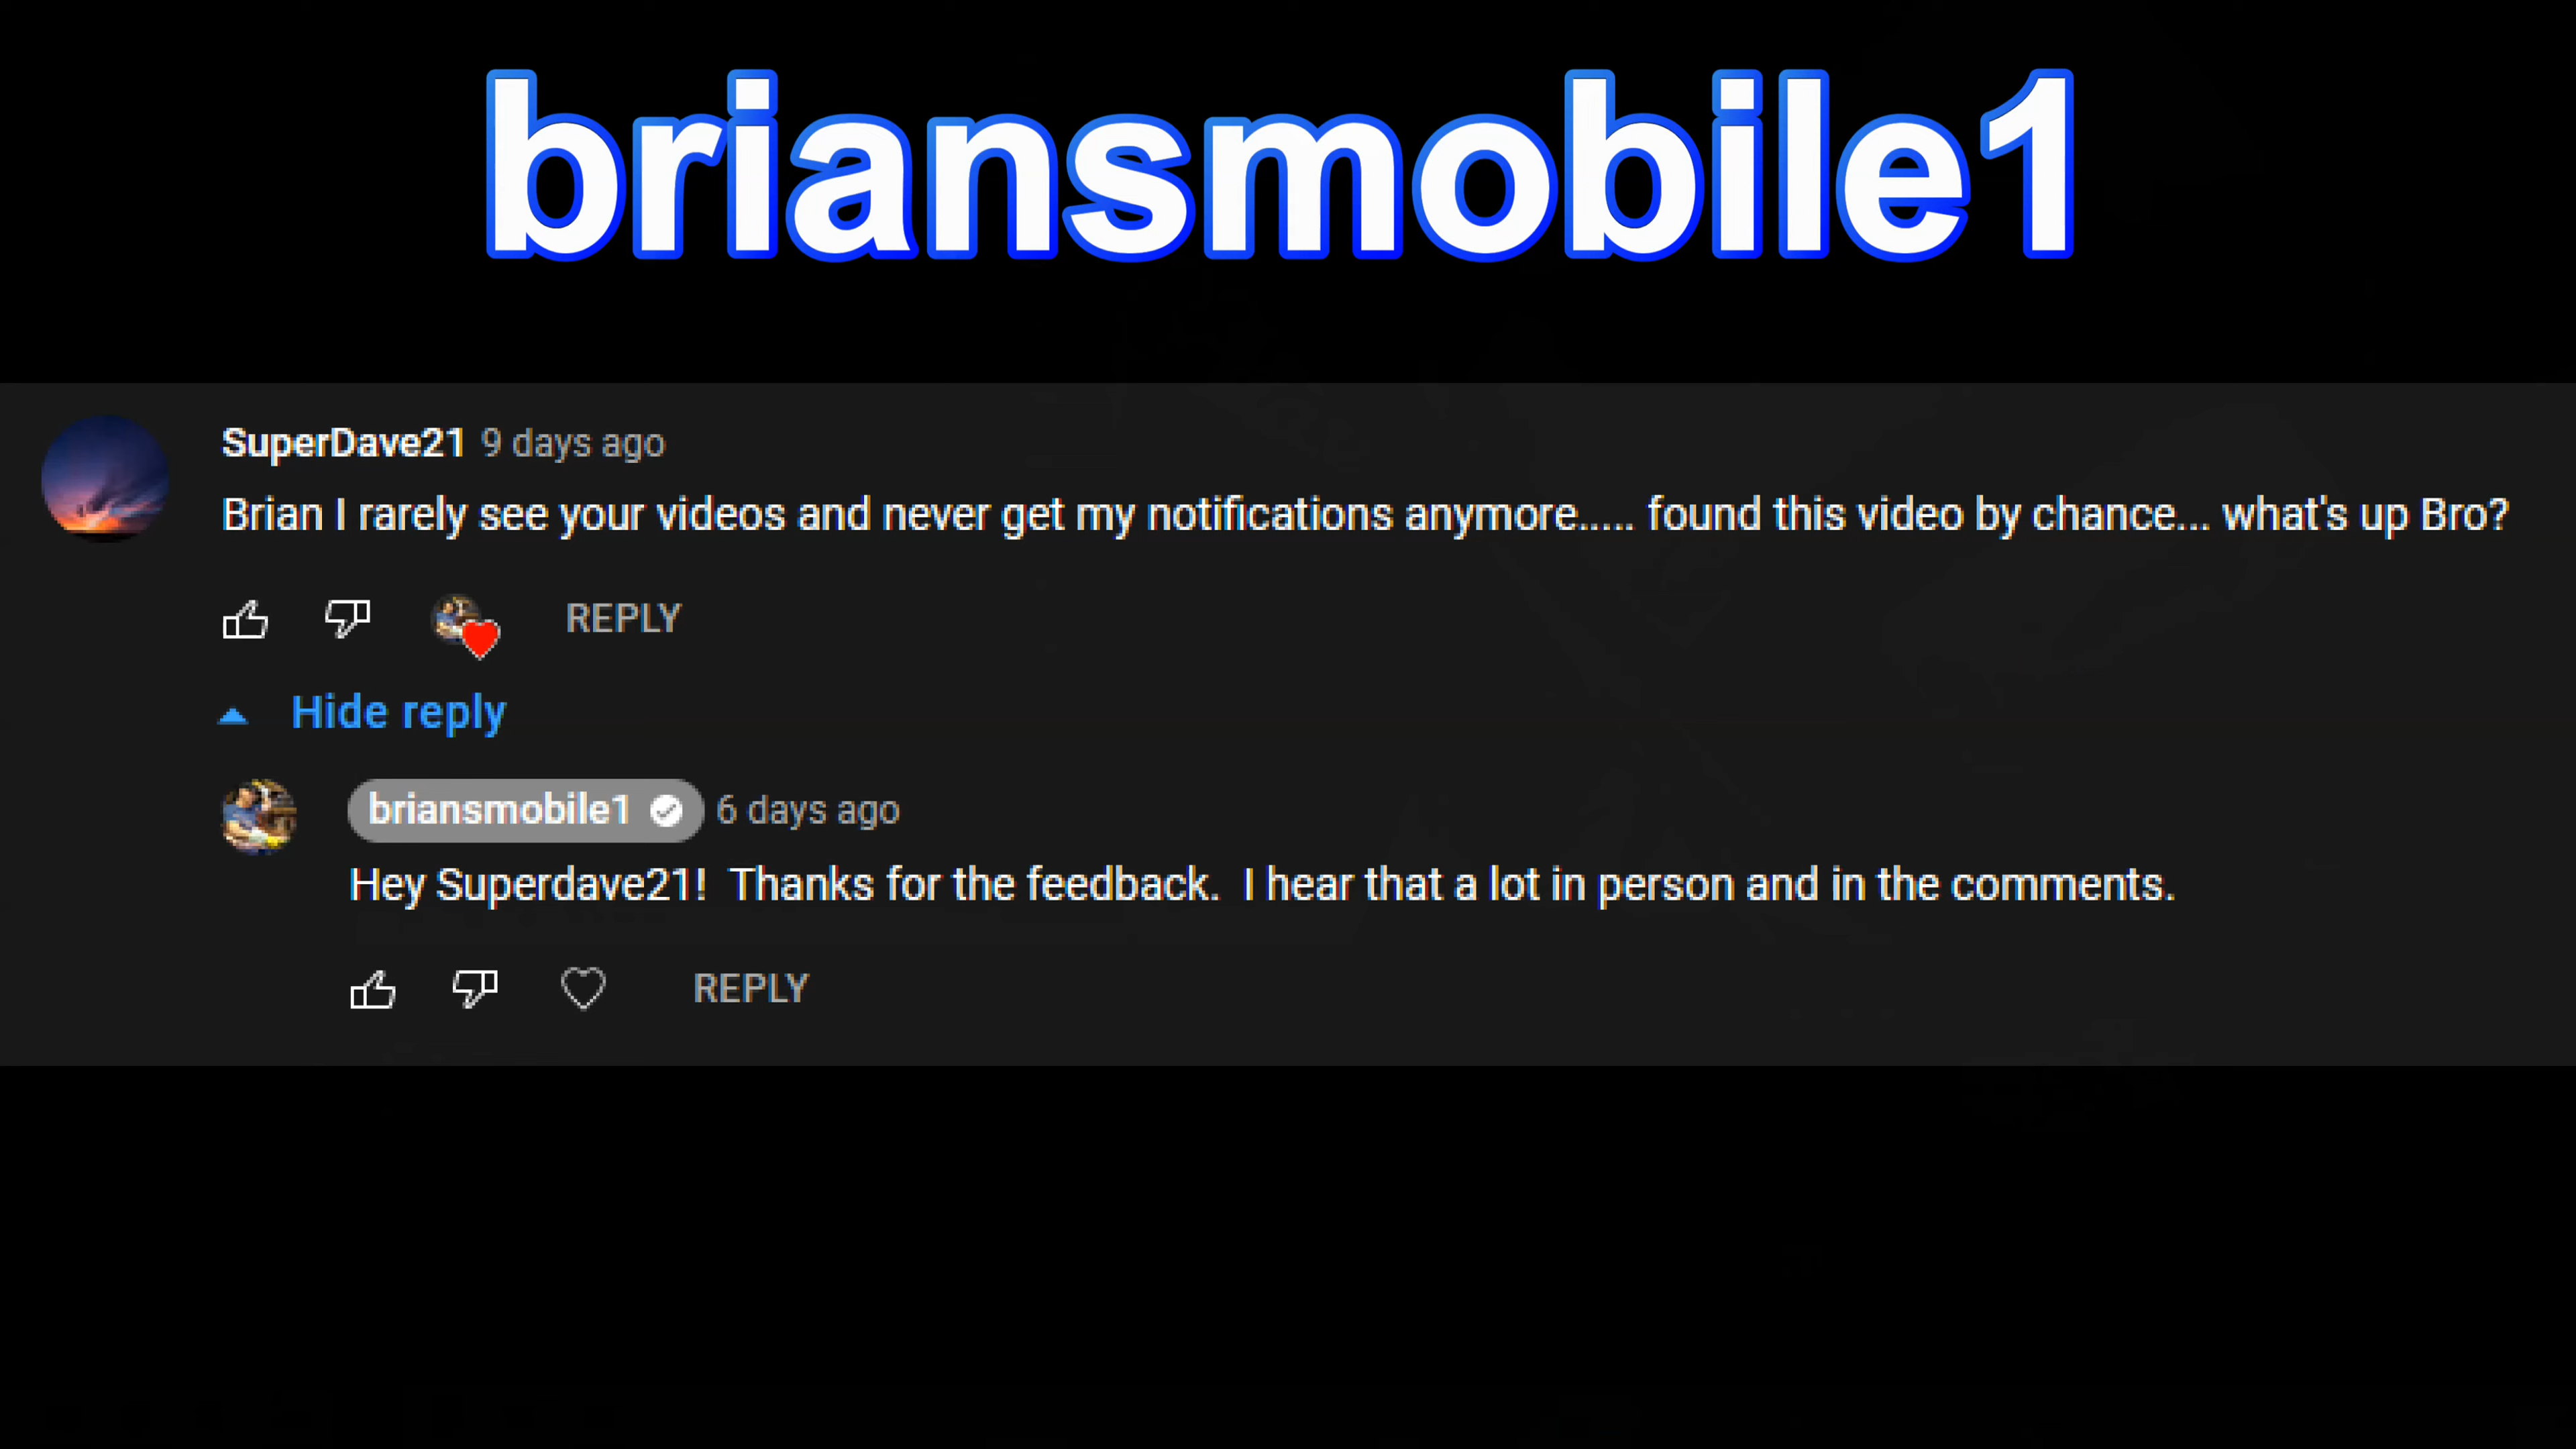 briansmobile1
SuperDave21 9 days ago
Brian I rarely see your videos and never get my notifications anymore..... found this video by chance... what's up Bro?
REPLY
Hide reply
briansmobile1 6 days ago
Hey Superdave21!  Thanks for the feedback.  I hear that a lot in person and in the comments.
REPLY